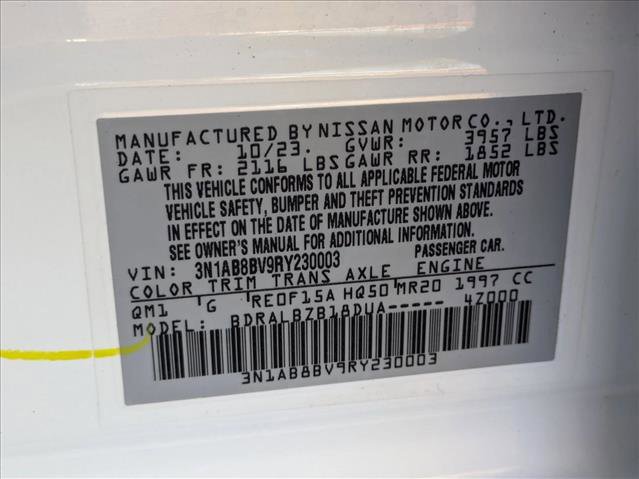 MANUFACTURED BY NISSAN MOTOR CO., LTD.
DATE: 10/23. GVWR: 3957 LBS
GAWR FR: 2116 LBS GAWR RR: 1852 LBS
THIS VEHICLE CONFORMS TO ALL APPLICABLE FEDERAL MOTOR
VEHICLE SAFETY, BUMPER AND THEFT PREVENTION STANDARDS
IN EFFECT ON THE DATE OF MANUFACTURE SHOWN ABOVE.
SEE OWNER'S MANUAL FOR ADDITIONAL INFORMATION.
VIN: 3N1AB8BV9RY230003 PASSENGER CAR.
COLOR TRIM TRANS AXLE ENGINE
QM1 G RE0F15A HQ50 MR20 1997 CC
MODEL: BDRALBZB18DUA----- 4Z000
3N1AB8BV9RY230003